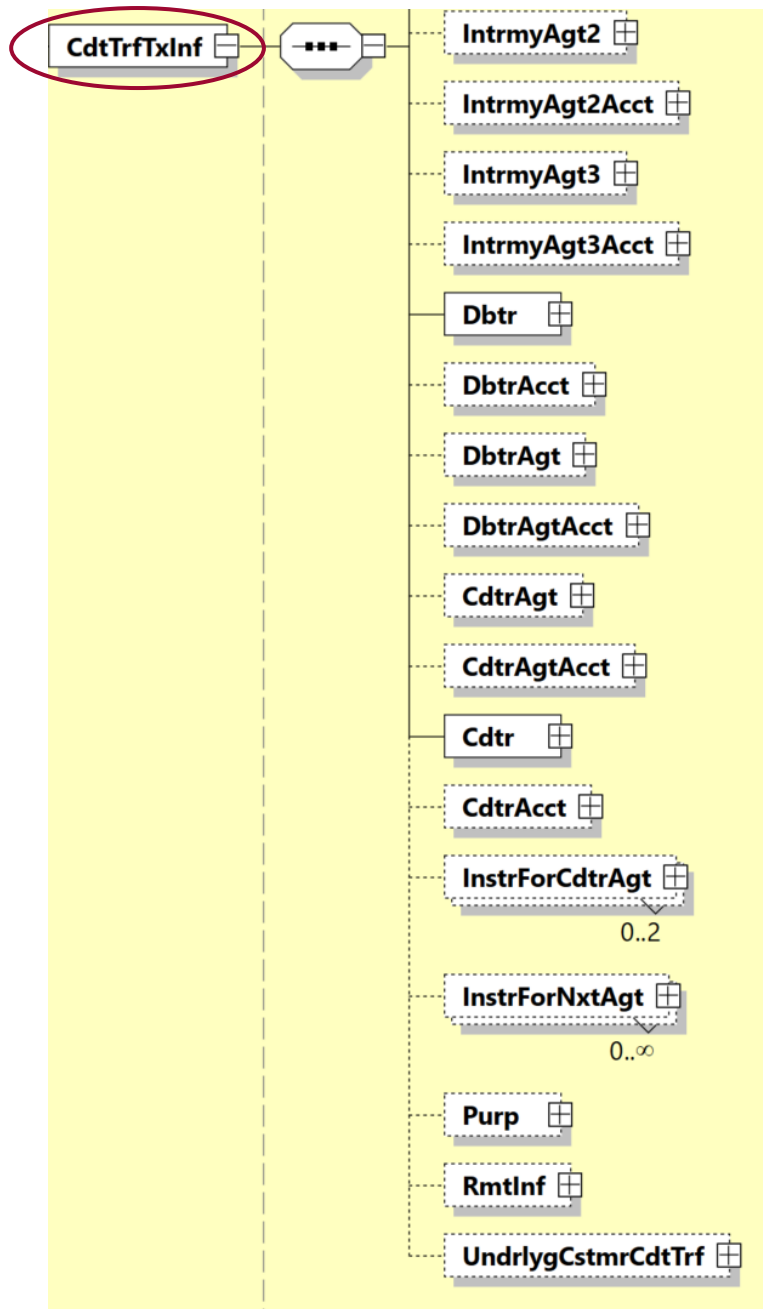 CdtTrfTxInf
IntrmyAgt2
IntrmyAgt2Acct
IntrmyAgt3
IntrmyAgt3Acct
Dbtr
DbtrAcct
DbtrAgt
DbtrAgtAcct
CdtrAgt
CdtrAgtAcct
Cdtr
CdtrAcct
InstrForCdtrAgt
0..2
InstrForNxtAgt
0..∞
Purp
RmtInf
UndrlygCstmrCdtTrf